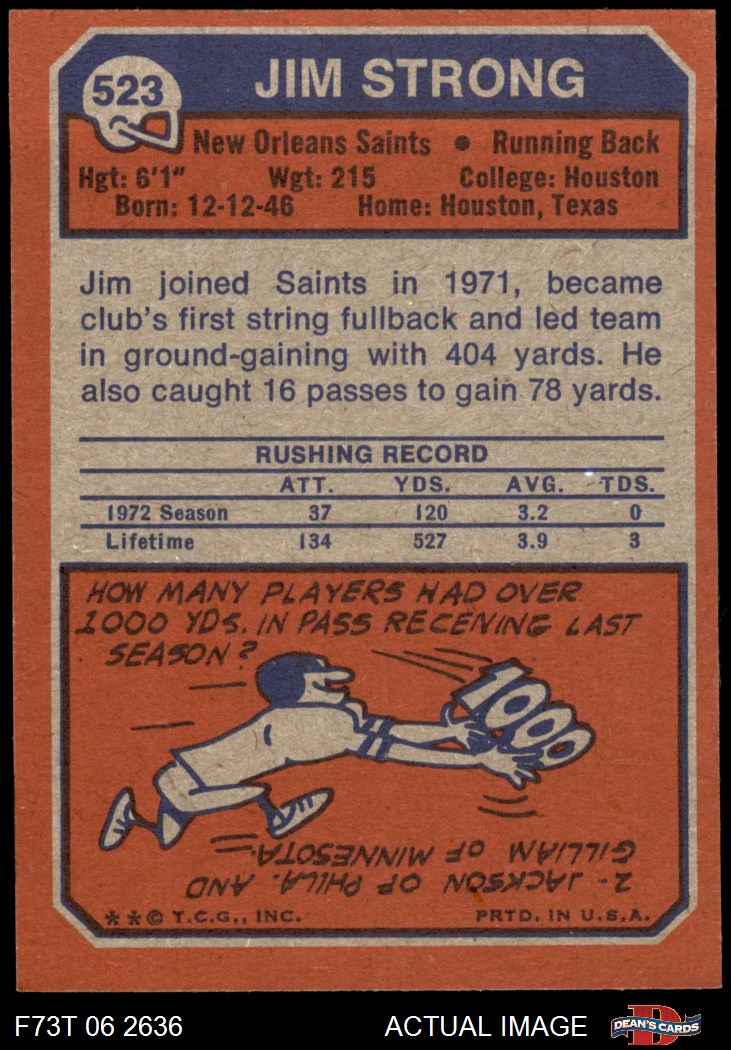 523
JIM STRONG
New Orleans Saints • Running Back
Hgt: 6'1" Wgt: 215 College: Houston
Born: 12-12-46 Home: Houston, Texas
Jim joined Saints in 1971, became
club's first string fullback and led team
in ground-gaining with 404 yards. He
also caught 16 passes to gain 78 yards.
RUSHING RECORD
ATT. YDS. AVG. TDS.
1972 Season 37 120 3.2 0
Lifetime 134 527 3.9 3
HOW MANY PLAYERS HAD OVER
1000 YDS. IN PASS RECEIVING LAST
SEASON?
1000
2 - JACKSON OF PHILA. AND
GILLIAM OF MINNESOTA.
* * © T.C.G., INC. PRTD. IN U.S.A.
F73T 06 2636 ACTUAL IMAGE D DEAN'S CARDS